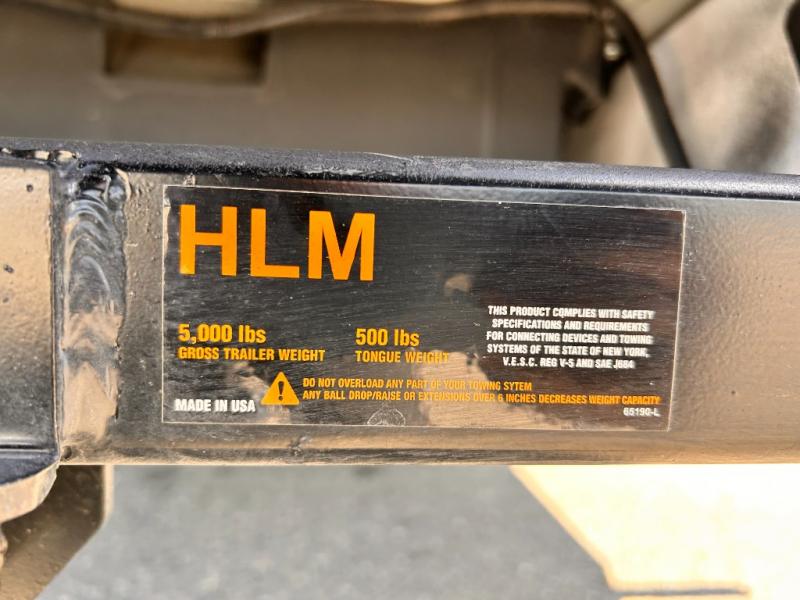 HLM
5,000 lbs
GROSS TRAILER WEIGHT
500 lbs
TONGUE WEIGHT
THIS PRODUCT COMPLIES WITH SAFETY
SPECIFICATIONS AND REQUIREMENTS
FOR CONNECTING DEVICES AND TOWING
SYSTEMS OF THE STATE OF NEW YORK,
V.E.S.C. REG V-5 AND SAE J684
MADE IN USA
DO NOT OVERLOAD ANY PART OF YOUR TOWING SYTEM
ANY BALL DROP/RAISE OR EXTENSIONS OVER 6 INCHES DECREASES WEIGHT CAPACITY
65190-L